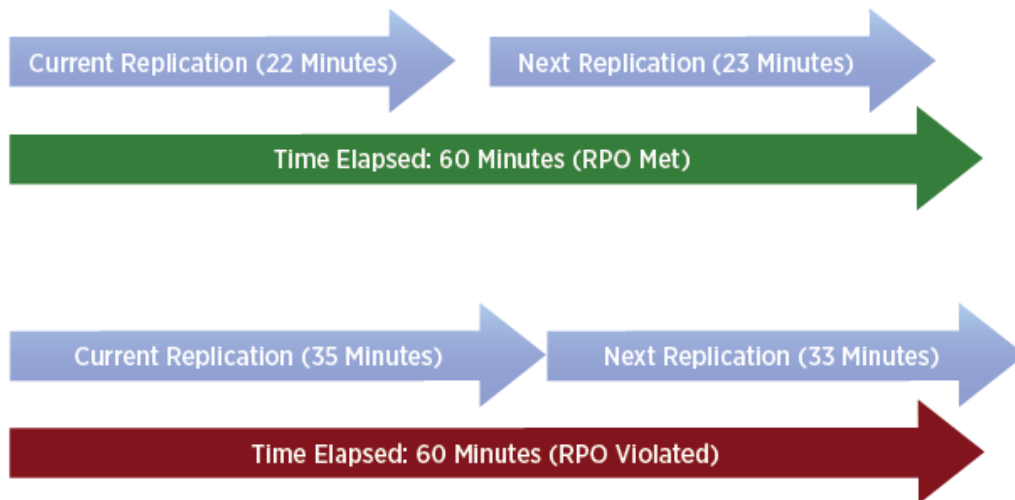 Current Replication (22 Minutes)
Next Replication (23 Minutes)
Time Elapsed: 60 Minutes (RPO Met)
Current Replication (35 Minutes)
Next Replication (33 Minutes)
Time Elapsed: 60 Minutes (RPO Violated)